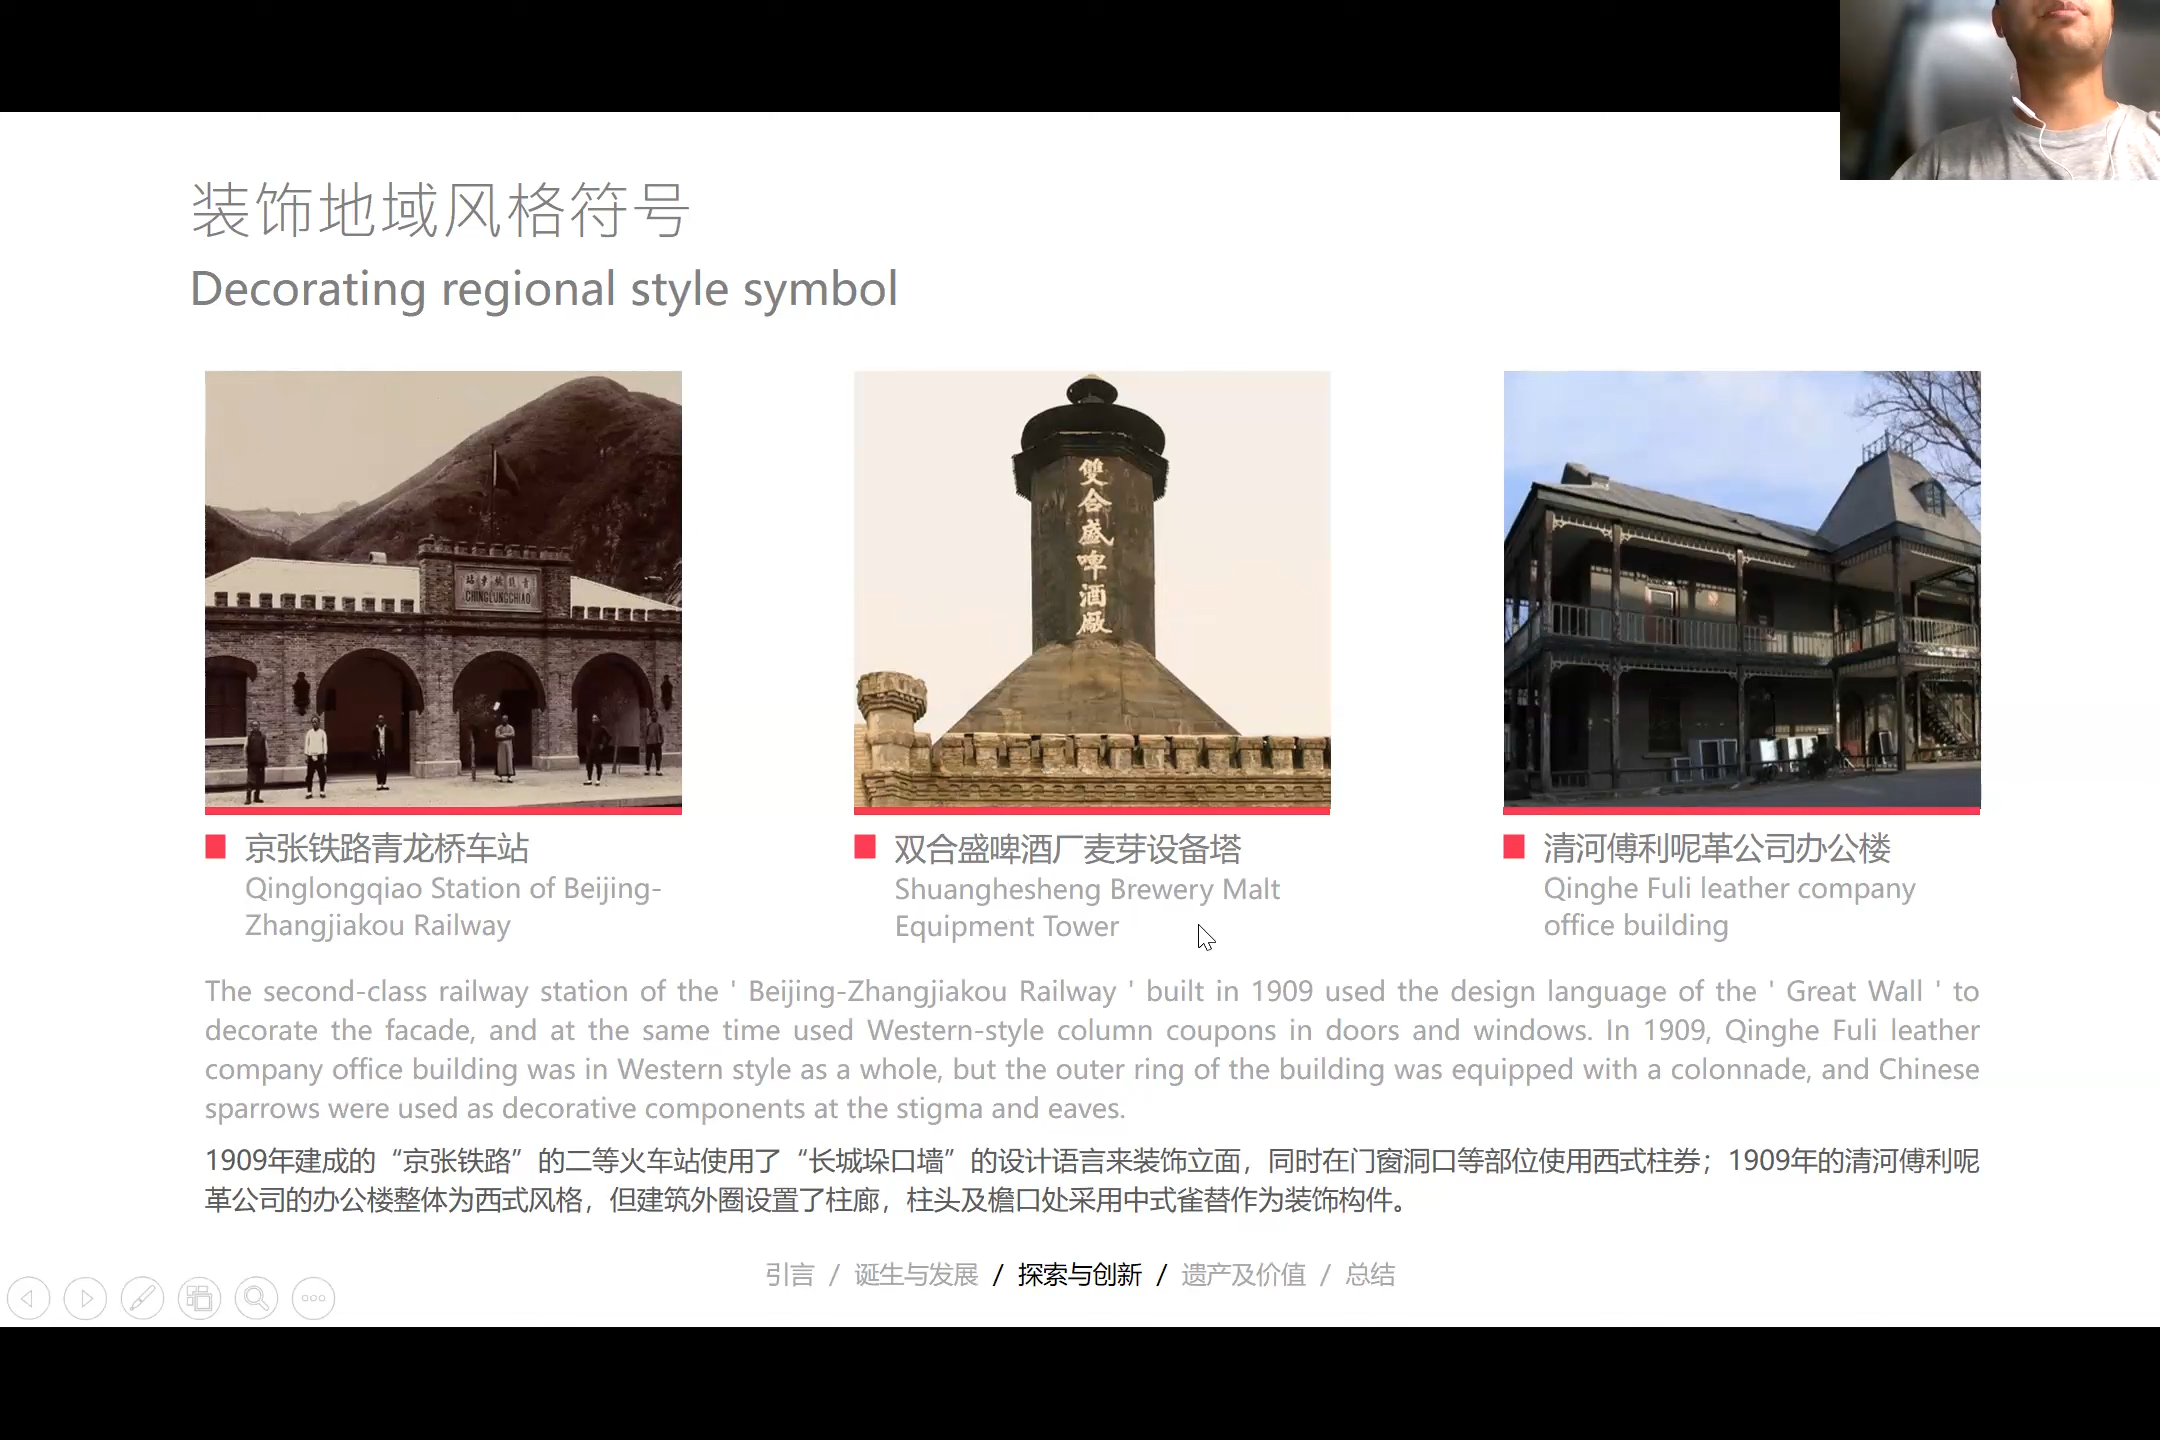 装饰地域风格符号
Decorating regional style symbol
站車橋龍青
CHINGLUNGCHIAO
雙合盛啤酒廠
京张铁路青龙桥车站
Qinglongqiao Station of Beijing-
Zhangjiakou Railway
双合盛啤酒厂麦芽设备塔
Shuanghesheng Brewery Malt
Equipment Tower
清河傅利呢革公司办公楼
Qinghe Fuli leather company
office building
The second-class railway station of the ' Beijing-Zhangjiakou Railway ' built in 1909 used the design language of the ' Great Wall ' to
decorate the facade, and at the same time used Western-style column coupons in doors and windows. In 1909, Qinghe Fuli leather
company office building was in Western style as a whole, but the outer ring of the building was equipped with a colonnade, and Chinese
sparrows were used as decorative components at the stigma and eaves.
1909年建成的“京张铁路”的二等火车站使用了“长城垛口墙”的设计语言来装饰立面，同时在门窗洞口等部位使用西式柱券；1909年的清河傅利呢
革公司的办公楼整体为西式风格，但建筑外圈设置了柱廊，柱头及檐口处采用中式雀替作为装饰构件。
引言 / 诞生与发展 / 探索与创新 / 遗产及价值 / 总结